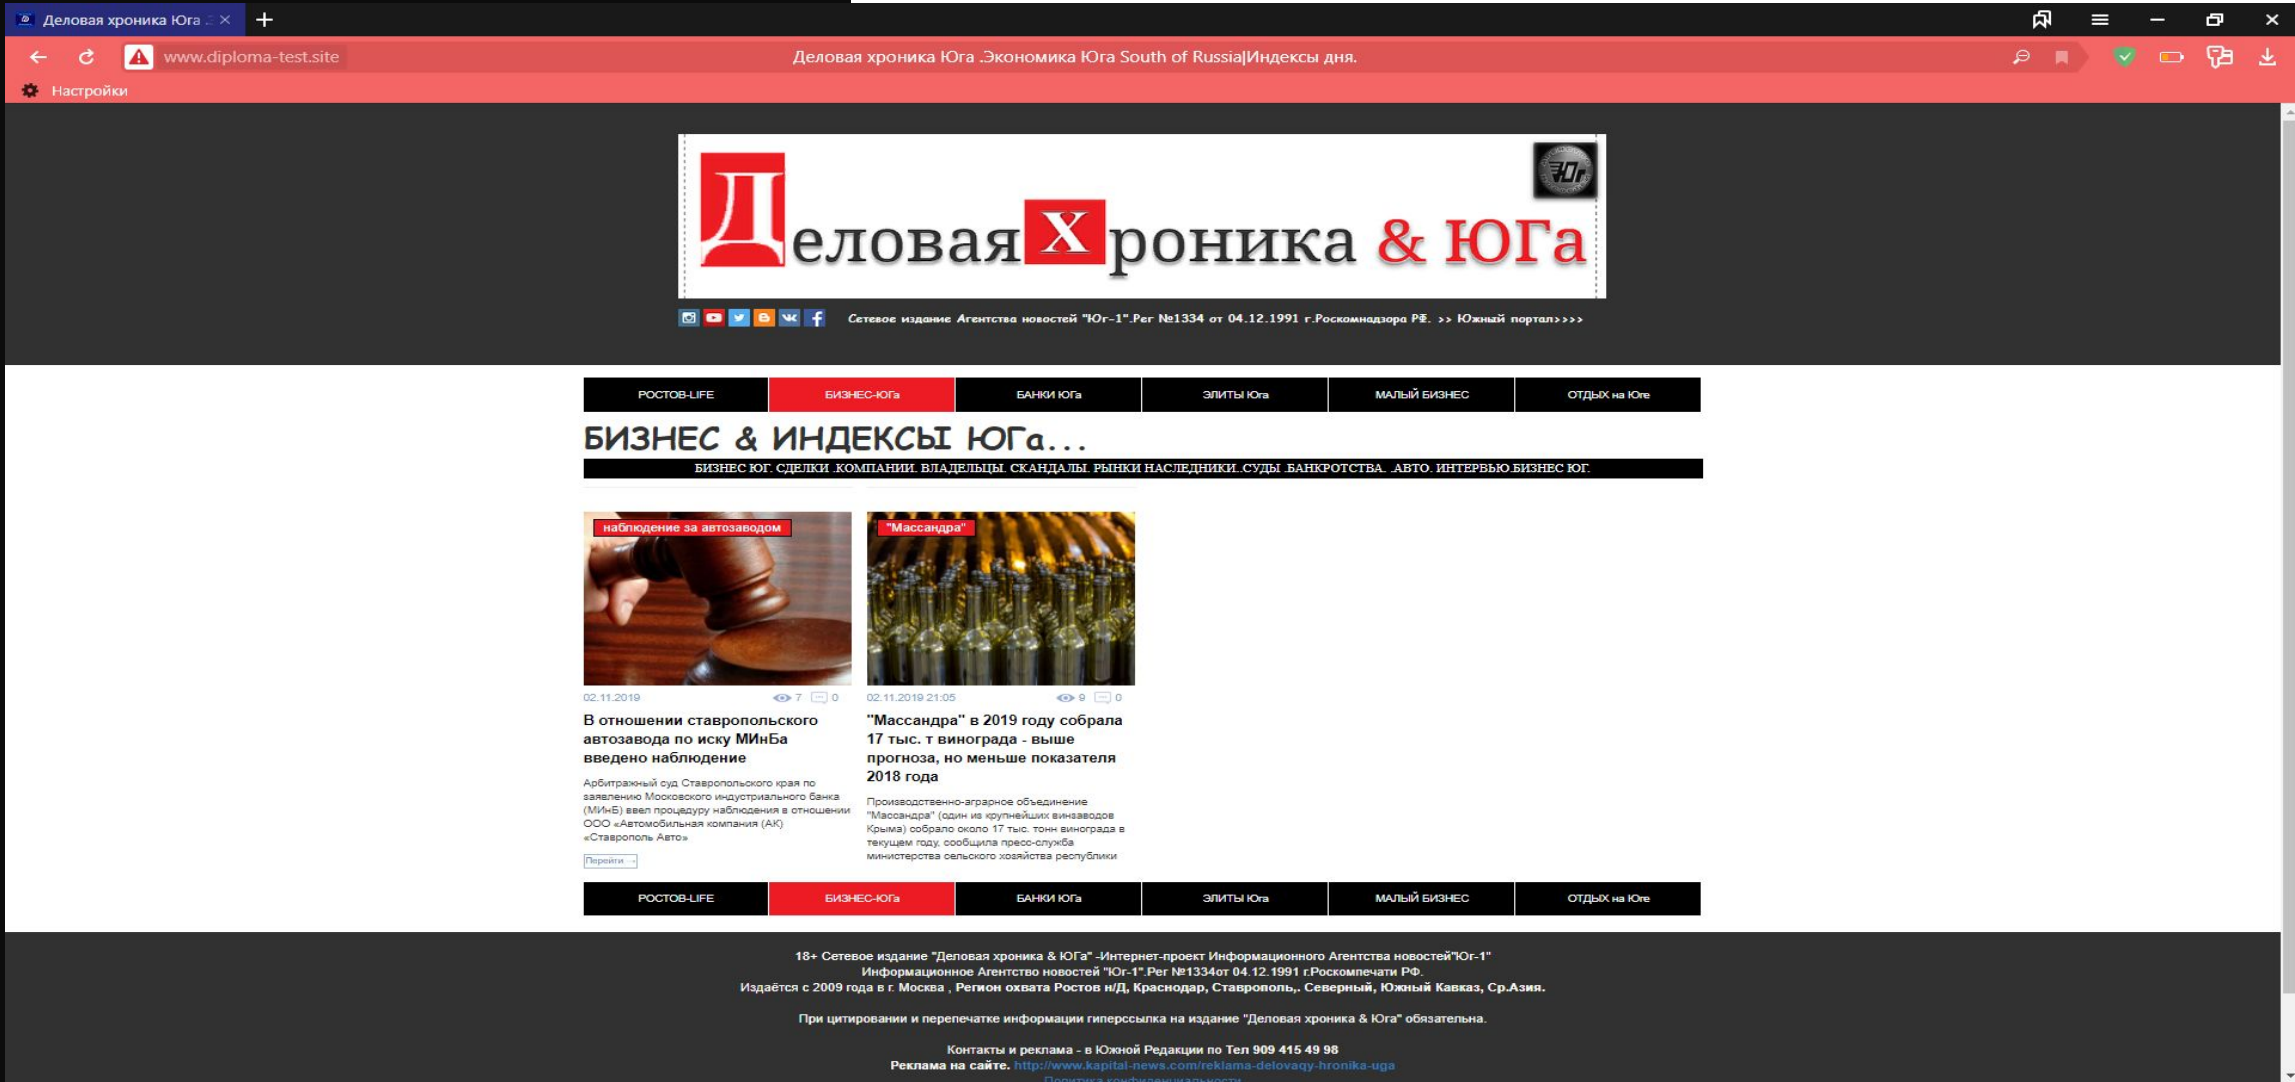 Деловая хроника Юга .Э
www.diploma-test.site
Деловая хроника Юга .Экономика Юга South of Russia|Индексы дня.
Настройки
Юг
Деловая Хроника & ЮГа
Сетевое издание Агентства новостей "Юг-1".Рег №1334 от 04.12.1991 г.Роскомнадзора РФ. >> Южный портал>>>>
РОСТОВ-LIFE БИЗНЕС-ЮГа БАНКИ ЮГа ЭЛИТЫ Юга МАЛЫЙ БИЗНЕС ОТДЫХ на Юге
БИЗНЕС & ИНДЕКСЫ ЮГа...
БИЗНЕС ЮГ. СДЕЛКИ .КОМПАНИИ. ВЛАДЕЛЬЦЫ. СКАНДАЛЫ. РЫНКИ НАСЛЕДНИКИ..СУДЫ .БАНКРОТСТВА. .АВТО. ИНТЕРВЬЮ.БИЗНЕС ЮГ.
наблюдение за автозаводом
02.11.2019 7 0
В отношении ставропольского
автозавода по иску МИнБа
введено наблюдение
Арбитражный суд Ставропольского края по
заявлению Московского индустриального банка
(МИнБ) ввел процедуру наблюдения в отношении
ООО «Автомобильная компания (АК)
«Ставрополь Авто»
Перейти →
"Массандра"
02.11.2019 21:05 9 0
"Массандра" в 2019 году собрала
17 тыс. т винограда - выше
прогноза, но меньше показателя
2018 года
Производственно-аграрное объединение
"Массандра" (один из крупнейших винзаводов
Крыма) собрало около 17 тыс. тонн винограда в
текущем году, сообщила пресс-служба
министерства сельского хозяйства республики
РОСТОВ-LIFE БИЗНЕС-ЮГа БАНКИ ЮГа ЭЛИТЫ Юга МАЛЫЙ БИЗНЕС ОТДЫХ на Юге
18+ Сетевое издание "Деловая хроника & ЮГа" -Интернет-проект Информационного Агентства новостей"Юг-1"
Информационное Агентство новостей "Юг-1".Рег №1334от 04.12.1991 г.Роскомпечати РФ.
Издаётся с 2009 года в г. Москва , Регион охвата Ростов н/Д, Краснодар, Ставрополь,. Северный, Южный Кавказ, Ср.Азия.
При цитировании и перепечатке информации гиперссылка на издание "Деловая хроника & Юга" обязательна.
Контакты и реклама - в Южной Редакции по Тел 909 415 49 98
Реклама на сайте. http://www.kapital-news.com/reklama-delovaqy-hronika-uga
Политика конфиденциальности